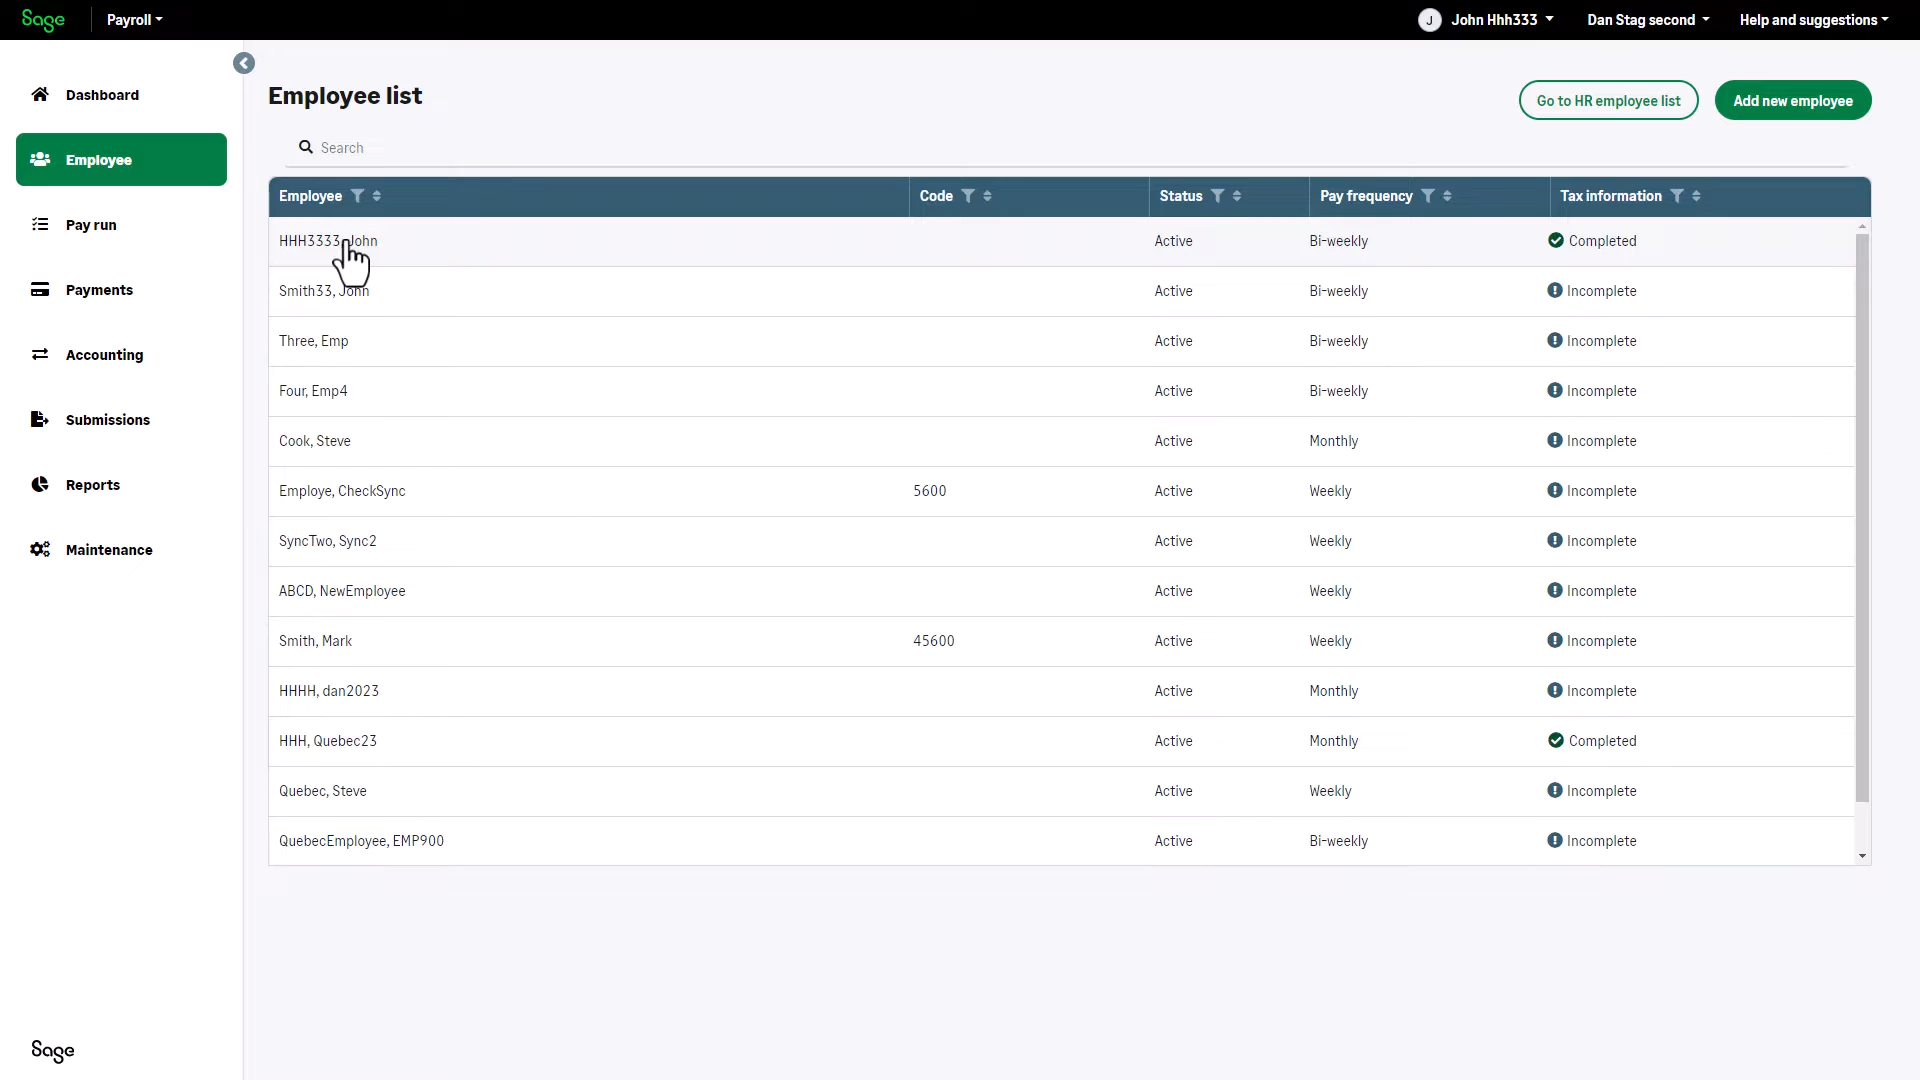 Sage Payroll J John Hhh333 Dan Stag second Help and suggestions
Dashboard
Employee
Pay run
Payments
Accounting
Submissions
Reports
Maintenance
Sage
Employee list
Go to HR employee list Add new employee
Search
Employee Code Status Pay frequency Tax information
HHH3333, John Active Bi-weekly Completed
Smith33, John Active Bi-weekly Incomplete
Three, Emp Active Bi-weekly Incomplete
Four, Emp4 Active Bi-weekly Incomplete
Cook, Steve Active Monthly Incomplete
Employe, CheckSync 5600 Active Weekly Incomplete
SyncTwo, Sync2 Active Weekly Incomplete
ABCD, NewEmployee Active Weekly Incomplete
Smith, Mark 45600 Active Weekly Incomplete
HHHH, dan2023 Active Monthly Incomplete
HHH, Quebec23 Active Monthly Completed
Quebec, Steve Active Weekly Incomplete
QuebecEmployee, EMP900 Active Bi-weekly Incomplete